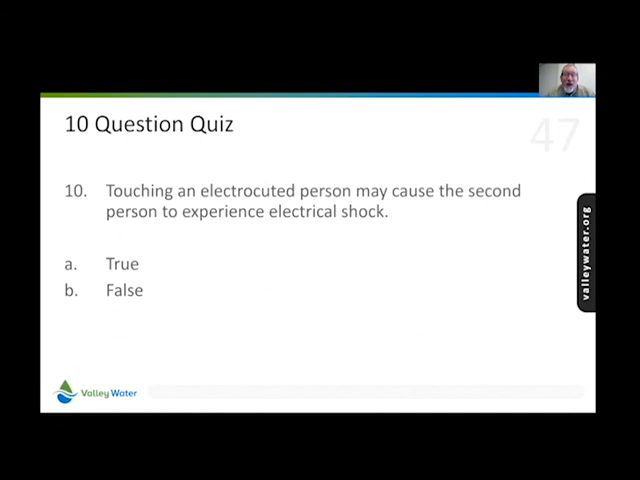 10 Question Quiz
47
10. Touching an electrocuted person may cause the second
person to experience electrical shock.
a. True
b. False
valleywater.org
Valley Water